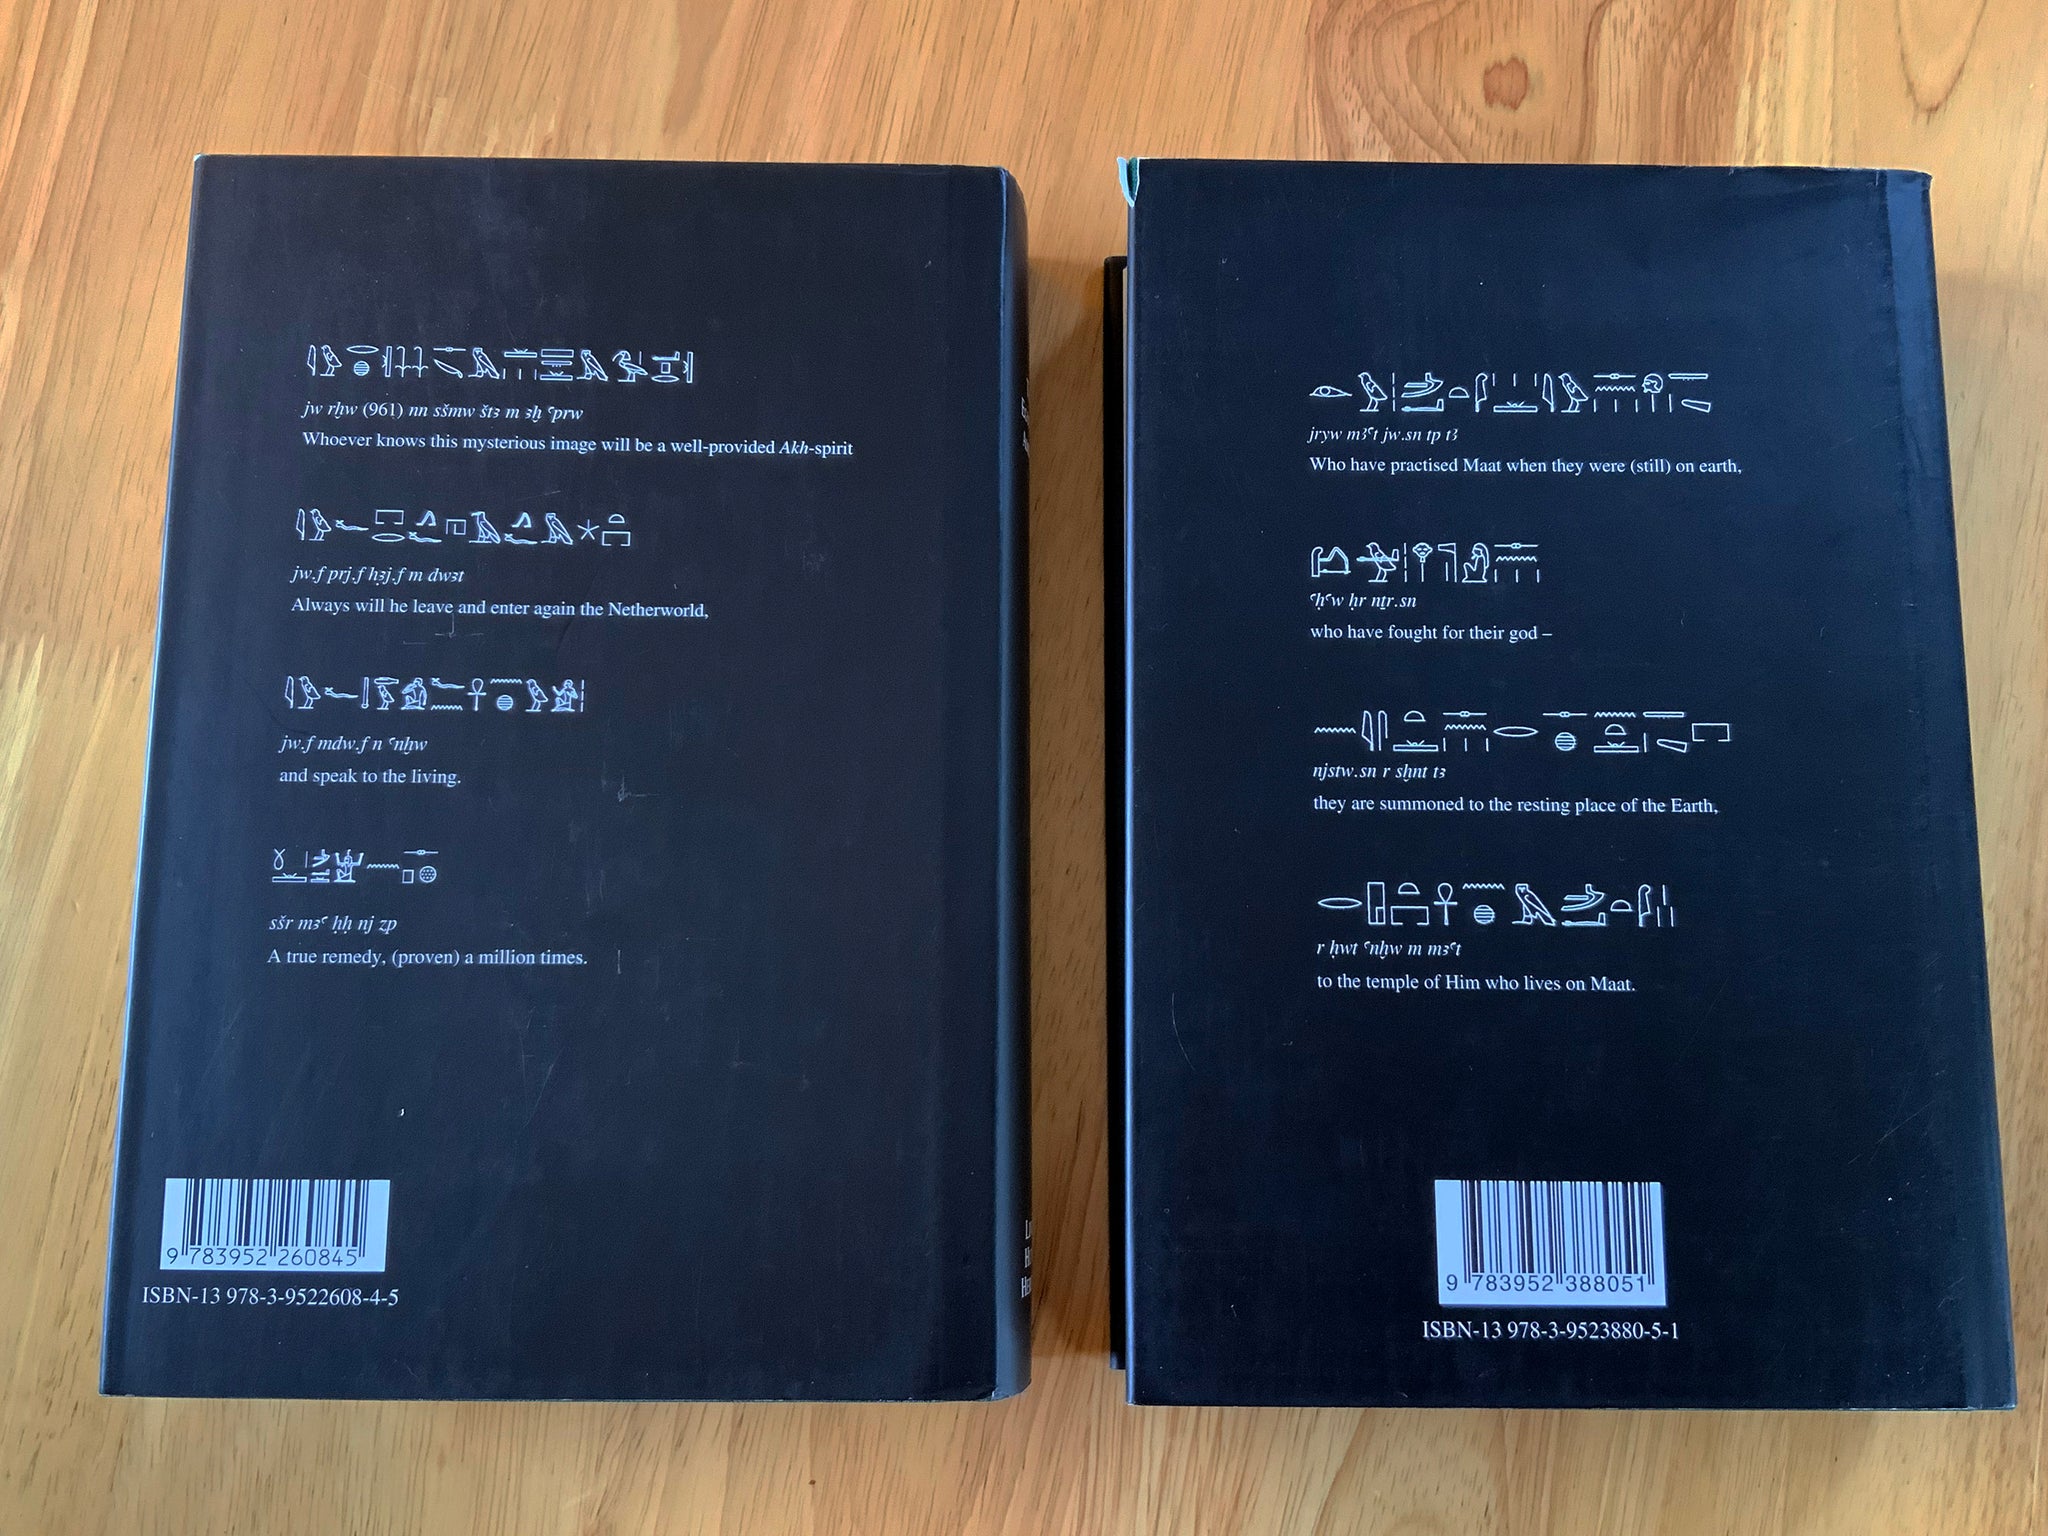 𓇋𓅱𓂋𓐍𓏛𓇓𓇓𓋴𓌫𓅓𓏥𓈙𓏏𓅓𓅜𓂝𓊪𓂋𓏛
jw rḫw (961) nn sšmw štꜣ m ꜣḫ ꜥprw
Whoever knows this mysterious image will be a well-provided Akh-spirit
𓇋𓅱𓆑𓉐𓂋𓂻𓆑𓉔𓄿𓂻𓆑𓅓𓇼𓏏𓉐
jw.f prj.f hꜣj.f m dwꜣt
Always will he leave and enter again the Netherworld,
𓇋𓅱𓆑𓌃𓂧𓅱𓀁𓆑𓈖𓋹𓈖𓐍𓅱𓀀𓏪
jw.f mdw.f n ꜥnḫw
and speak to the living.
sšr mꜣꜥ ḥḥ nj zp
A true remedy, (proven) a million times.
9 783952 260845
ISBN-13 978-3-9522608-4-5
𓁹𓅱𓏪𓌳𓂝𓏏𓆄𓏛𓏥𓇋𓅱𓋴𓈖𓏥𓁶𓏤𓇾
jryw mꜣꜥt jw.sn tp tꜣ
Who have practised Maat when they were (still) on earth,
ꜥḥꜥw ḥr nṯr.sn
who have fought for their god –
njstw.sn r sḫnt tꜣ
they are summoned to the resting place of the Earth,
𓂋𓉗𓏏𓉐𓋹𓈖𓐍𓅓𓌳𓂝𓏏𓆄𓏥
r ḥwt ꜥnḫw m mꜣꜥt
to the temple of Him who lives on Maat.
9 783952 388051
ISBN-13 978-3-9523880-5-1